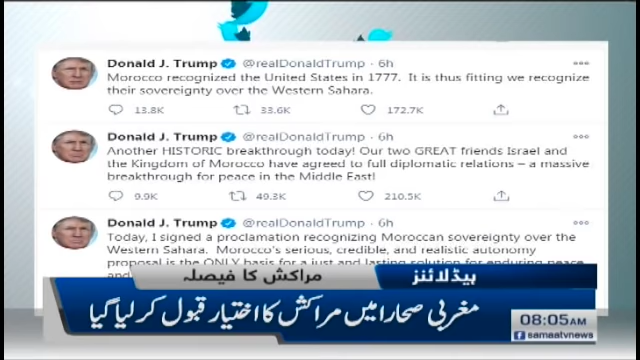 Donald J. Trump @realDonaldTrump · 6h
Morocco recognized the United States in 1777. It is thus fitting we recognize
their sovereignty over the Western Sahara.
13.8K 33.6K 172.7K
Donald J. Trump @realDonaldTrump · 6h
Another HISTORIC breakthrough today! Our two GREAT friends Israel and
the Kingdom of Morocco have agreed to full diplomatic relations – a massive
breakthrough for peace in the Middle East!
9.9K 49.3K 210.5K
Donald J. Trump @realDonaldTrump · 6h
Today, I signed a proclamation recognizing Moroccan sovereignty over the
Western Sahara. Morocco's serious, credible, and realistic autonomy
proposal is the ONLY basis for a just and lasting solution for enduring peace
and
ہیڈلائنز
مراکش کا فیصلہ
مغربی صحارا میں مراکش کا اختیار قبول کرلیا گیا
08:05AM
samaatvnews